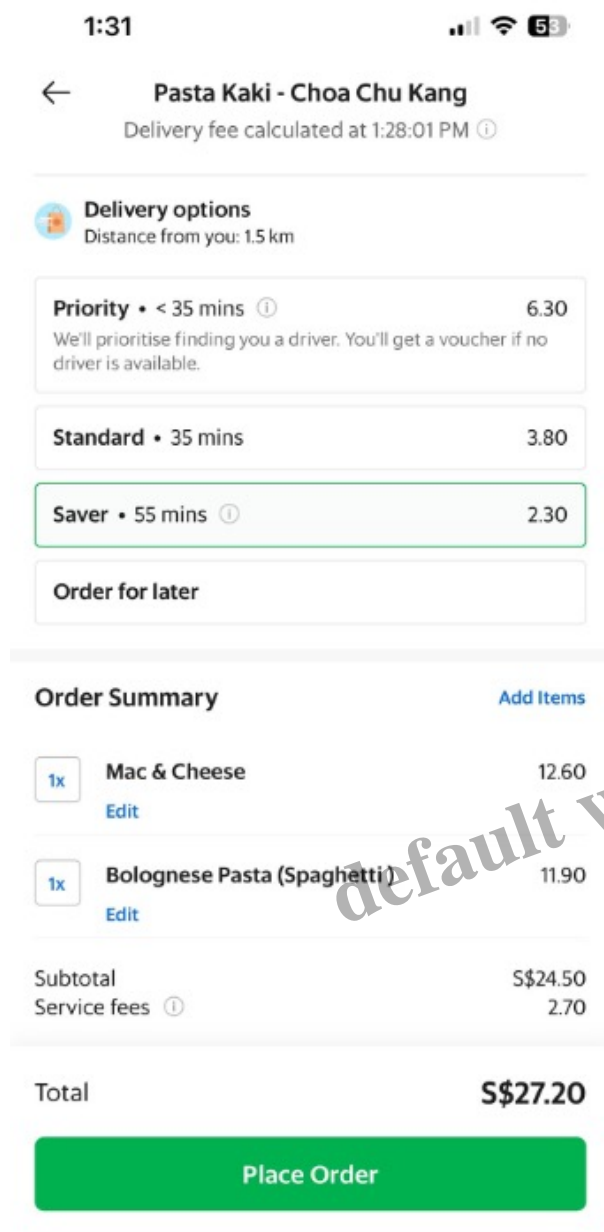 1:31 53
Pasta Kaki - Choa Chu Kang
Delivery fee calculated at 1:28:01 PM
Delivery options
Distance from you: 1.5 km
Priority • < 35 mins 6.30
We'll prioritise finding you a driver. You'll get a voucher if no
driver is available.
Standard • 35 mins 3.80
Saver • 55 mins 2.30
Order for later
Order Summary Add Items
1x Mac & Cheese 12.60
Edit
default
1x Bolognese Pasta (Spaghetti) 11.90
Edit
Subtotal S$24.50
Service fees 2.70
Total S$27.20
Place Order